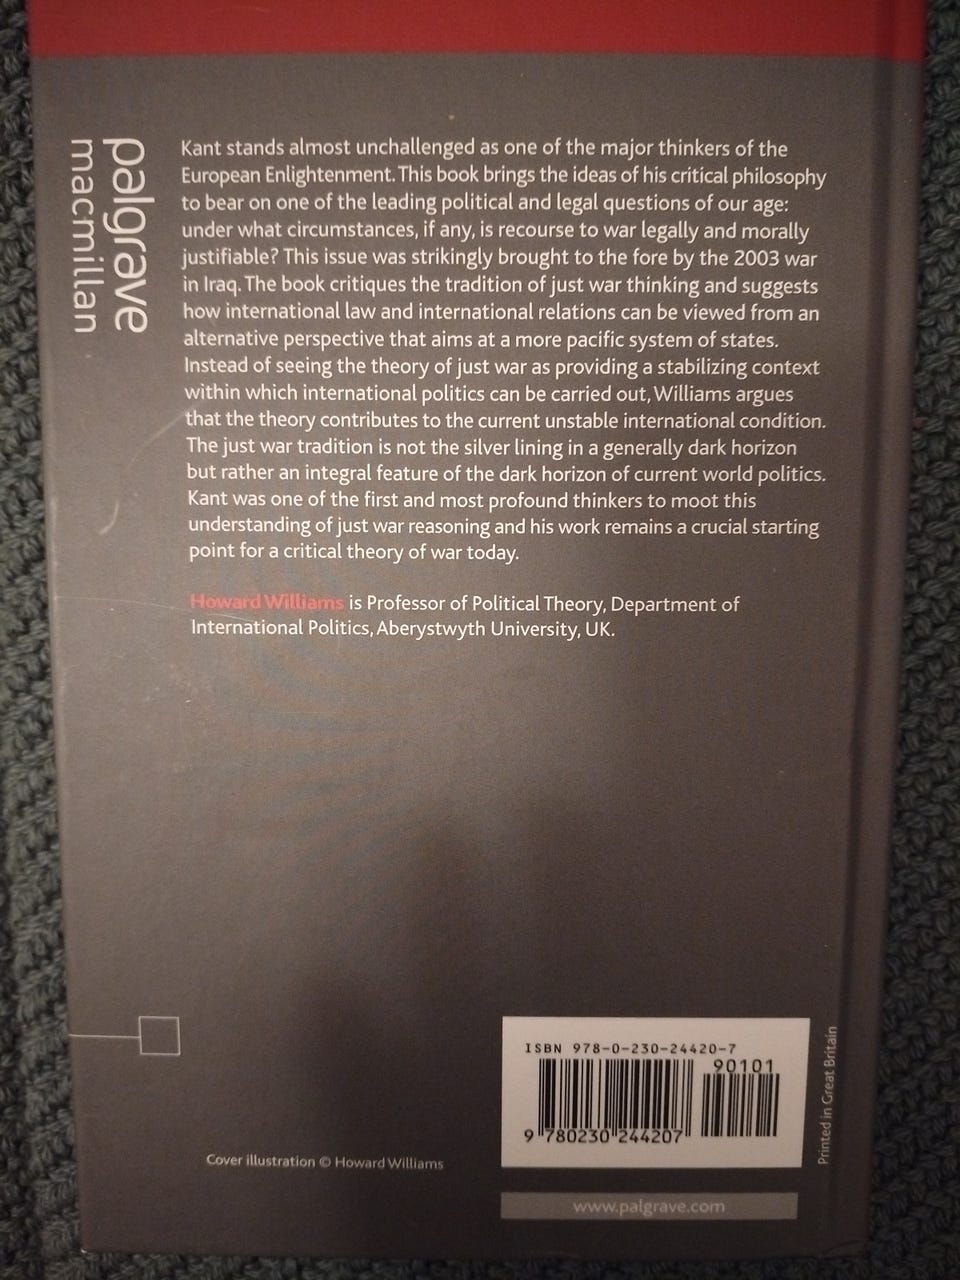 palgrave
macmillan
Kant stands almost unchallenged as one of the major thinkers of the
European Enlightenment. This book brings the ideas of his critical philosophy
to bear on one of the leading political and legal questions of our age:
under what circumstances, if any, is recourse to war legally and morally
justifiable? This issue was strikingly brought to the fore by the 2003 war
in Iraq. The book critiques the tradition of just war thinking and suggests
how international law and international relations can be viewed from an
alternative perspective that aims at a more pacific system of states.
Instead of seeing the theory of just war as providing a stabilizing context
within which international politics can be carried out, Williams argues
that the theory contributes to the current unstable international condition.
The just war tradition is not the silver lining in a generally dark horizon
but rather an integral feature of the dark horizon of current world politics.
Kant was one of the first and most profound thinkers to moot this
understanding of just war reasoning and his work remains a crucial starting
point for a critical theory of war today.
Howard Williams is Professor of Political Theory, Department of
International Politics, Aberystwyth University, UK.
ISBN 978-0-230-24420-7
90101
9 780230 244207
Printed in Great Britain
Cover illustration © Howard Williams
www.palgrave.com